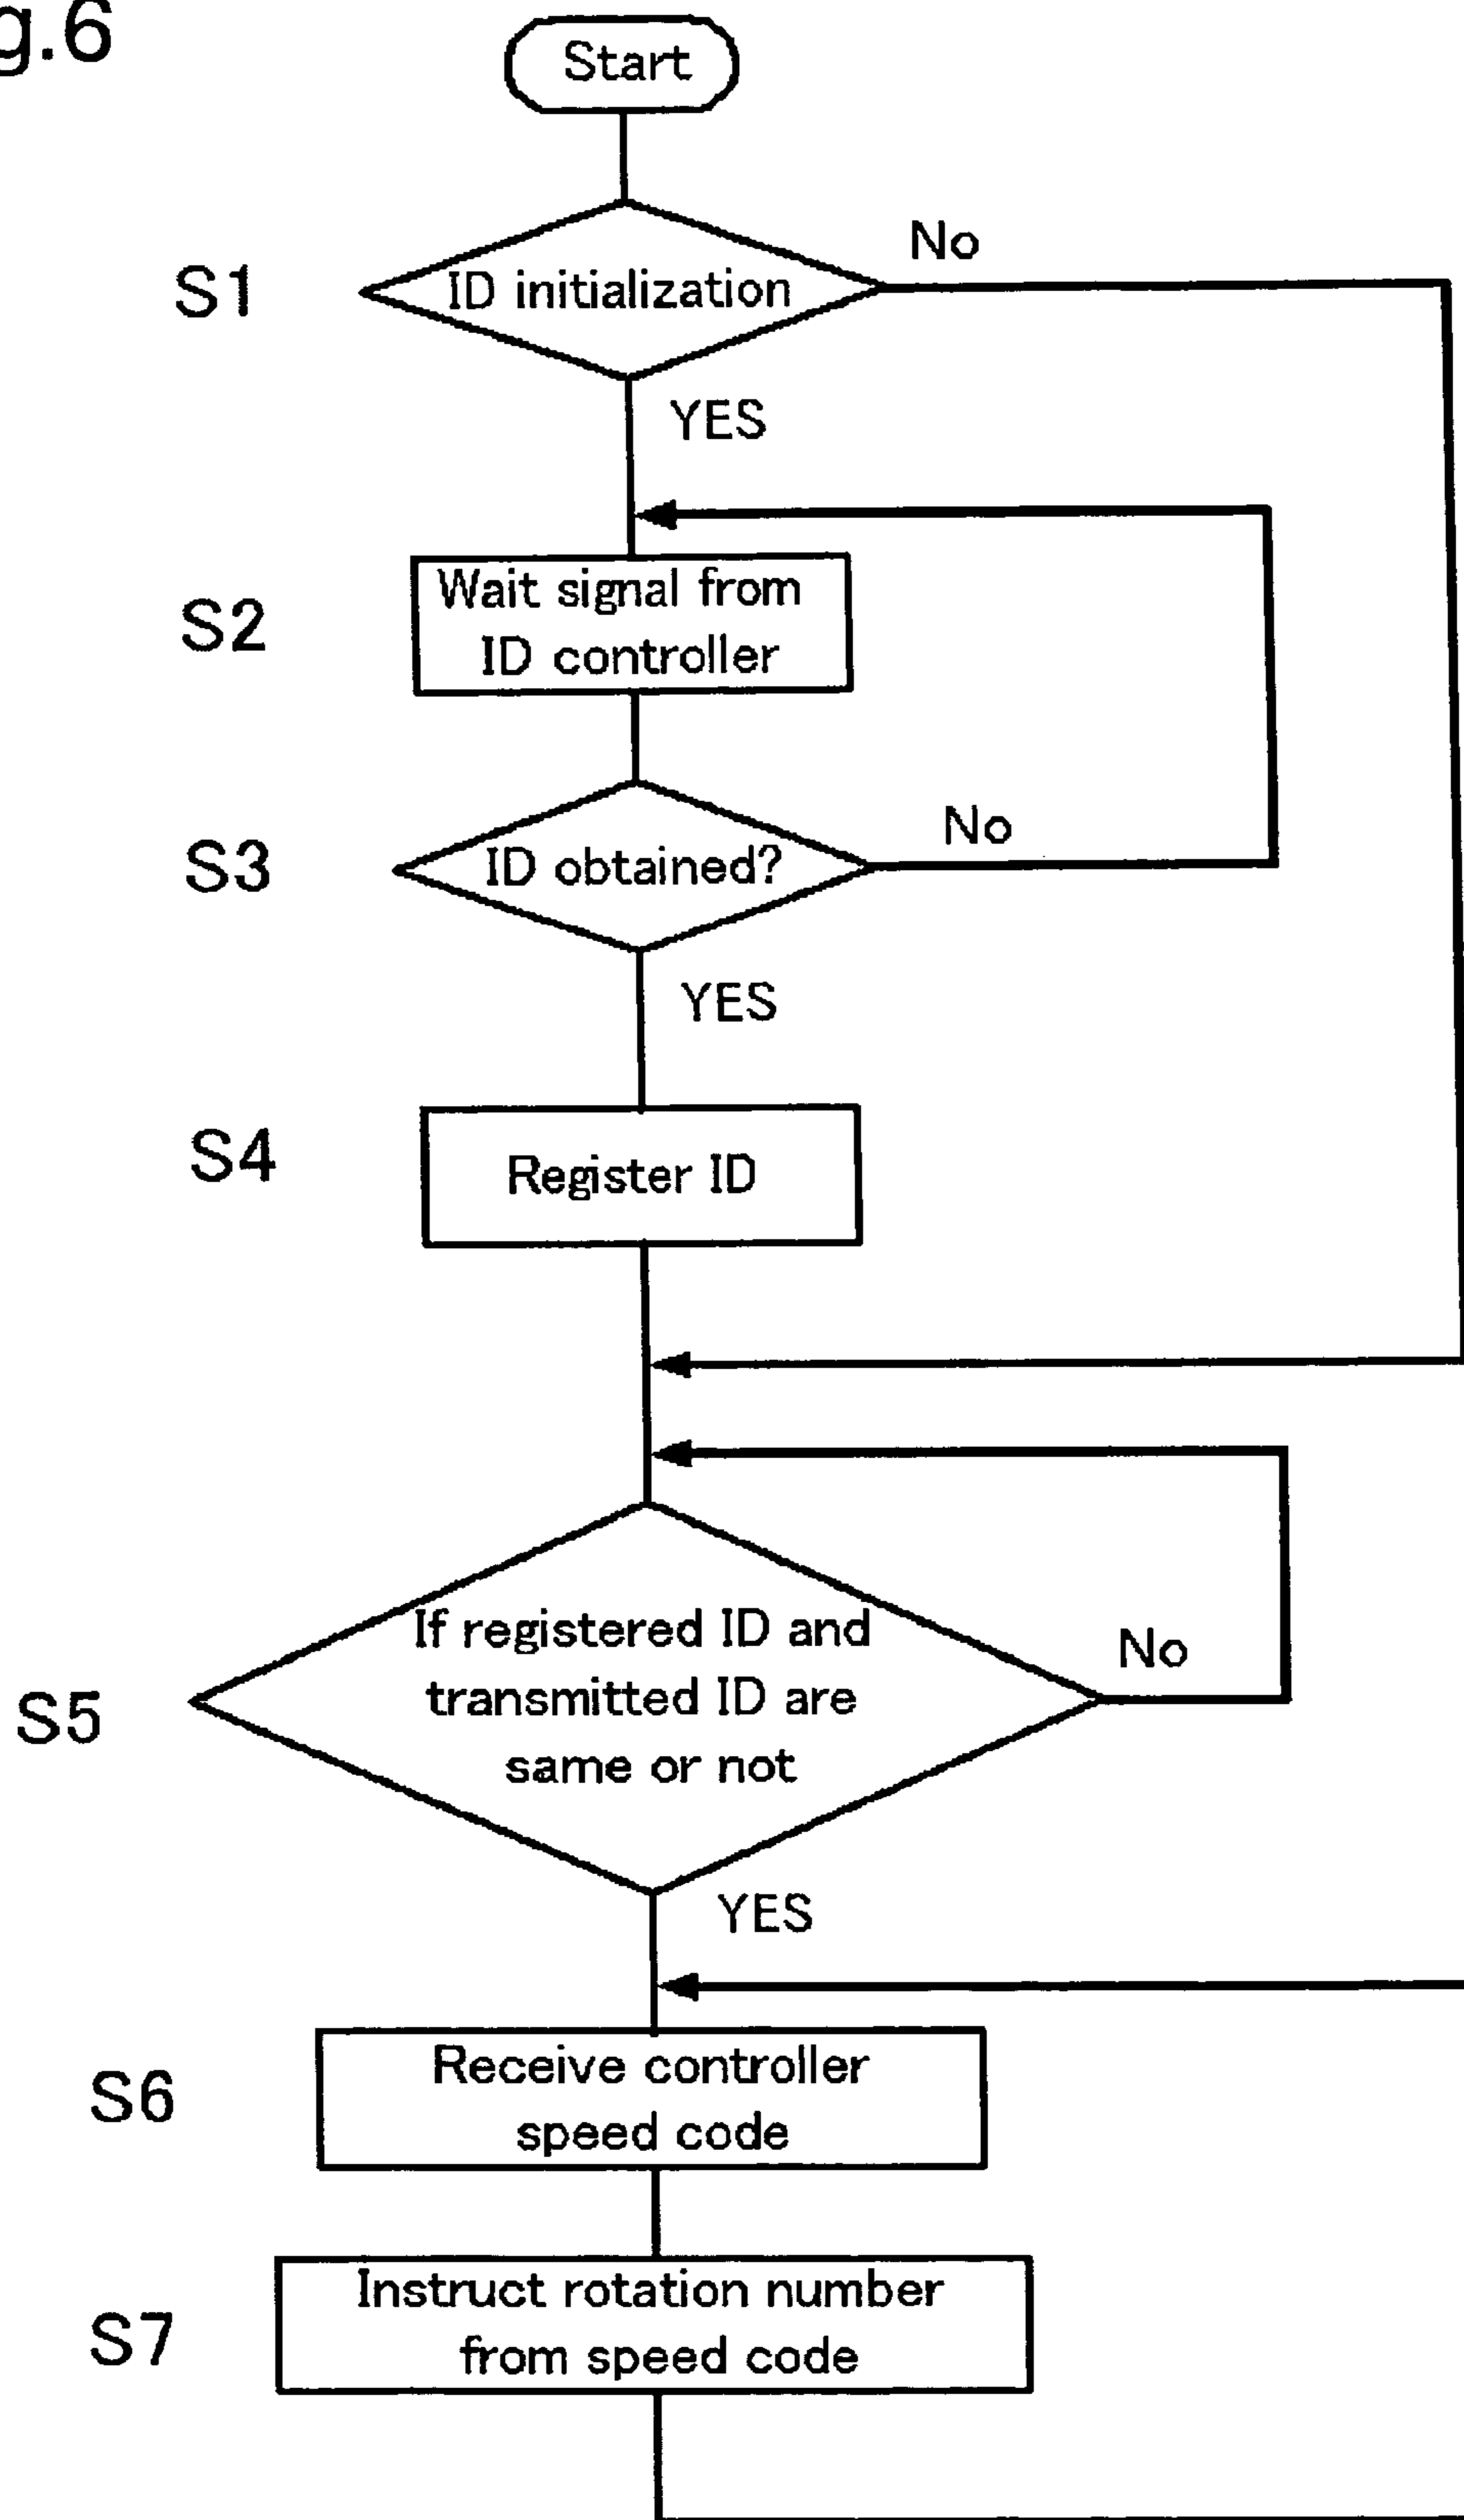 g.6
Start
No
S1
ID initialization
YES
S2
Wait signal from
ID controller
No
S3
ID obtained?
YES
S4
Register ID
If registered ID and
No
S5
transmitted ID are
same or not
YES
S6
Receive controller
speed code
S7
Instruct rotation number
from speed code